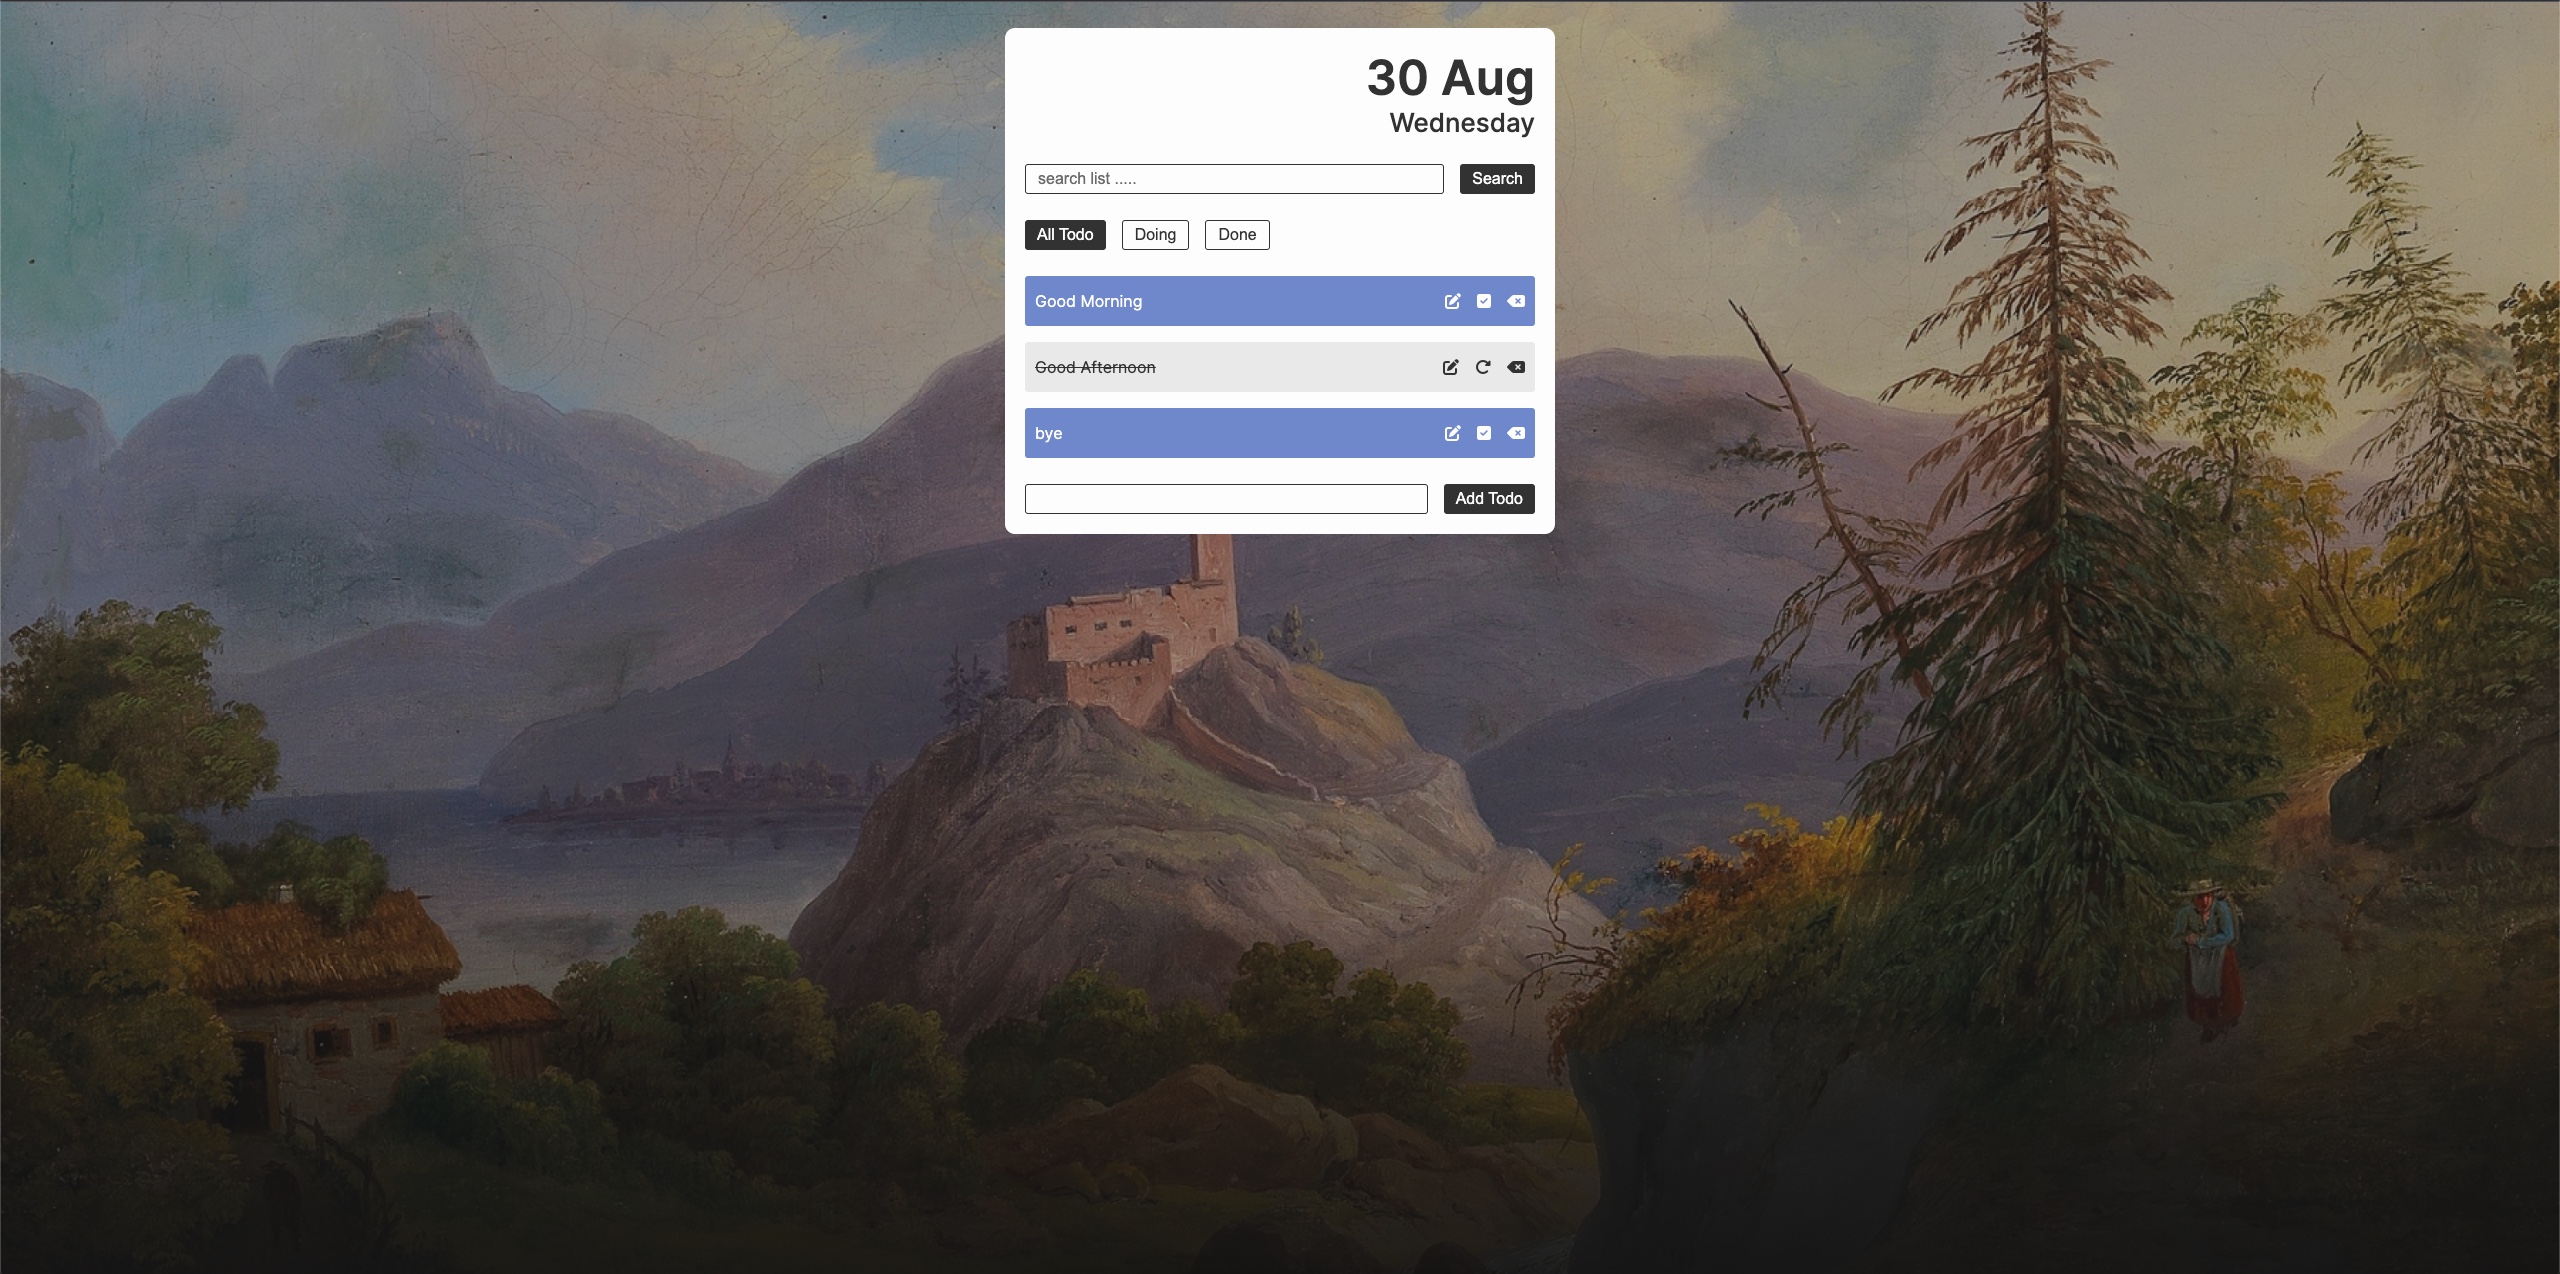 30 Aug
Wednesday
search list .....
Search
All Todo
Doing
Done
Good Morning
Good Afternoon
bye
Add Todo